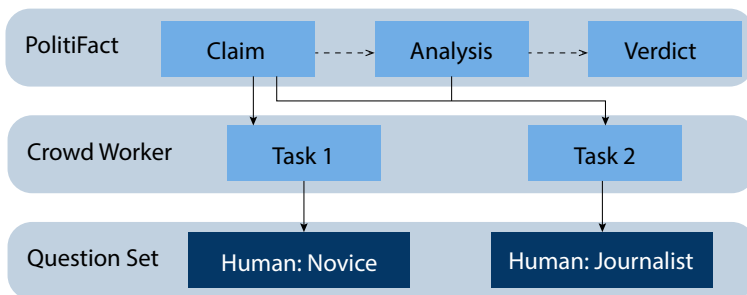 PolitiFact
Claim
Analysis
Verdict
Crowd Worker
Task 1
Task 2
Question Set
Human: Novice
Human: Journalist